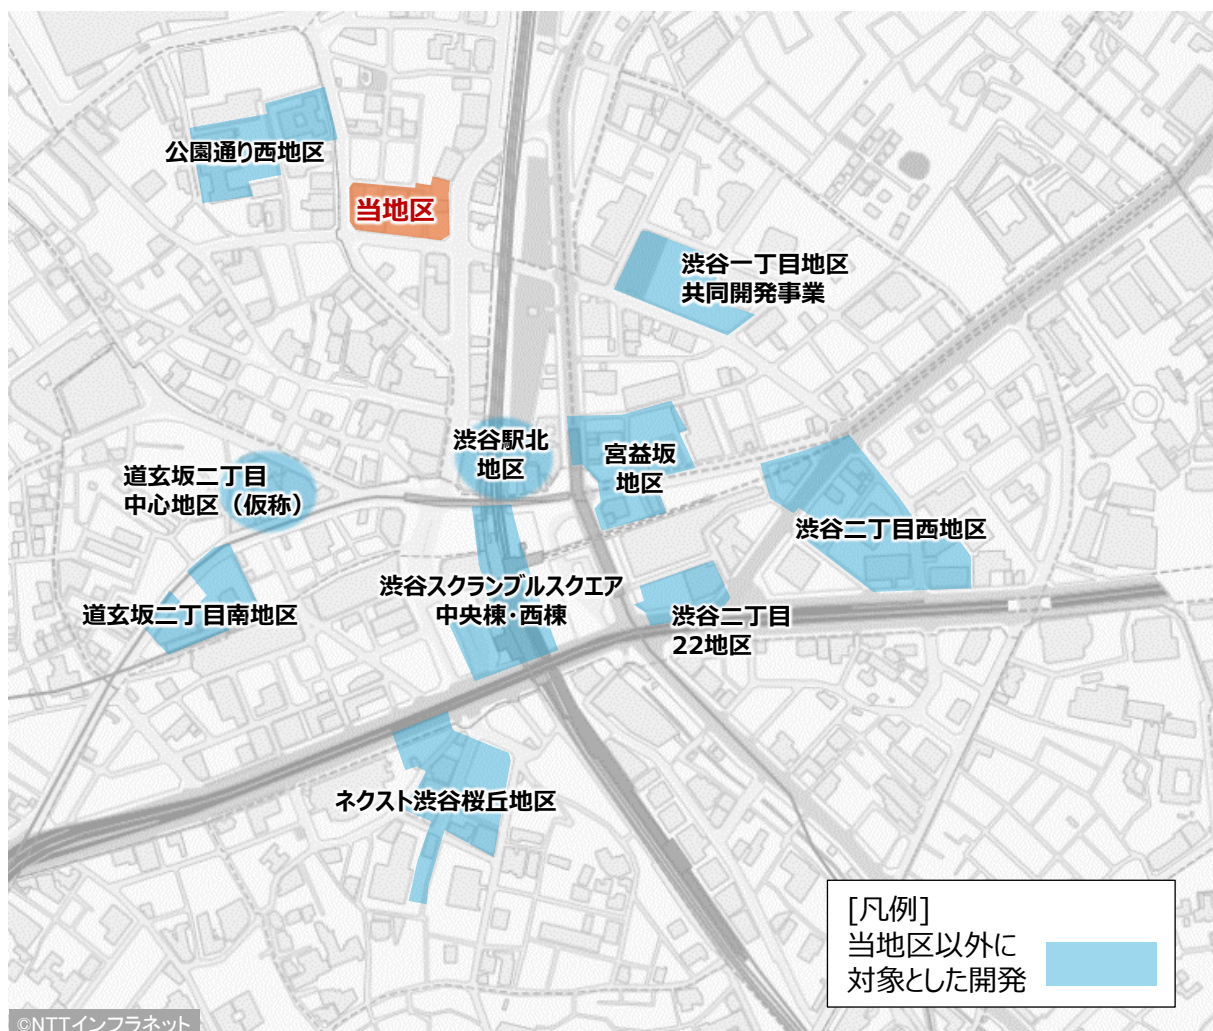 公園通り西地区
当地区
渋谷一丁目地区
共同開発事業
渋谷駅北
地区
宮益坂
地区
道玄坂二丁目
中心地区（仮称）
渋谷二丁目西地区
渋谷スクランブルスクエア
中央棟・西棟
道玄坂二丁目南地区
渋谷二丁目
22地区
ネクスト渋谷桜丘地区
[凡例]
当地区以外に
対象とした開発
©NTTインフラネット